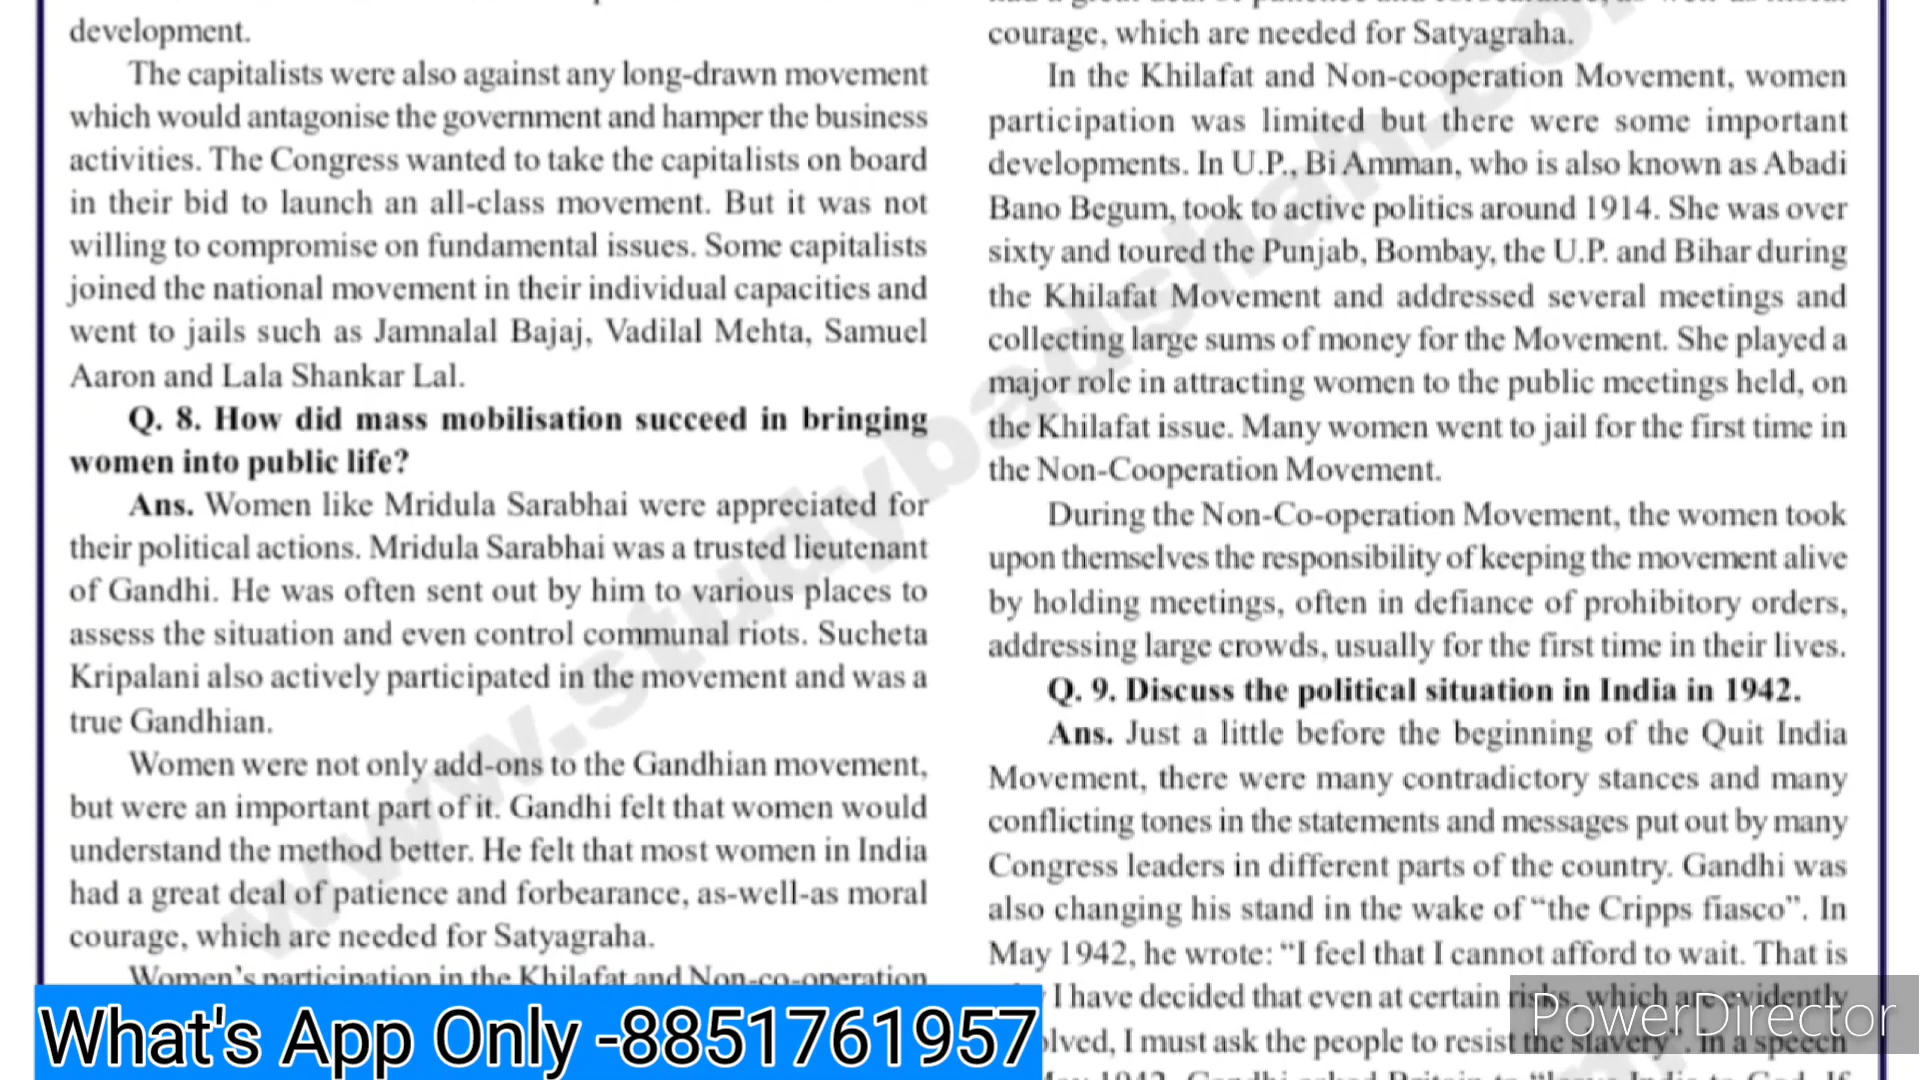 development.
The capitalists were also against any long-drawn movement
which would antagonise the government and hamper the business
activities. The Congress wanted to take the capitalists on board
in their bid to launch an all-class movement. But it was not
willing to compromise on fundamental issues. Some capitalists
joined the national movement in their individual capacities and
went to jails such as Jamnalal Bajaj, Vadilal Mehta, Samuel
Aaron and Lala Shankar Lal.
Q. 8. How did mass mobilisation succeed in bringing
women into public life?
Ans. Women like Mridula Sarabhai were appreciated for
their political actions. Mridula Sarabhai was a trusted lieutenant
of Gandhi. He was often sent out by him to various places to
assess the situation and even control communal riots. Sucheta
Kripalani also actively participated in the movement and was a
true Gandhian.
Women were not only add-ons to the Gandhian movement,
but were an important part of it. Gandhi felt that women would
understand the method better. He felt that most women in India
had a great deal of patience and forbearance, as-well-as moral
courage, which are needed for Satyagraha.
Women's participation in the Khilafat and Non-co-operation
courage, which are needed for Satyagraha.
In the Khilafat and Non-cooperation Movement, women
participation was limited but there were some important
developments. In U.P., Bi Amman, who is also known as Abadi
Bano Begum, took to active politics around 1914. She was over
sixty and toured the Punjab, Bombay, the U.P. and Bihar during
the Khilafat Movement and addressed several meetings and
collecting large sums of money for the Movement. She played a
major role in attracting women to the public meetings held, on
the Khilafat issue. Many women went to jail for the first time in
the Non-Cooperation Movement.
During the Non-Co-operation Movement, the women took
upon themselves the responsibility of keeping the movement alive
by holding meetings, often in defiance of prohibitory orders,
addressing large crowds, usually for the first time in their lives.
Q. 9. Discuss the political situation in India in 1942.
Ans. Just a little before the beginning of the Quit India
Movement, there were many contradictory stances and many
conflicting tones in the statements and messages put out by many
Congress leaders in different parts of the country. Gandhi was
also changing his stand in the wake of “the Cripps fiasco”. In
May 1942, he wrote: “I feel that I cannot afford to wait. That is
I have decided that even at certain risks, which are evidently
I must ask the people to resist the slavery”. In a speech
www.studybadshah.com
What's App Only -8851761957
PowerDirector